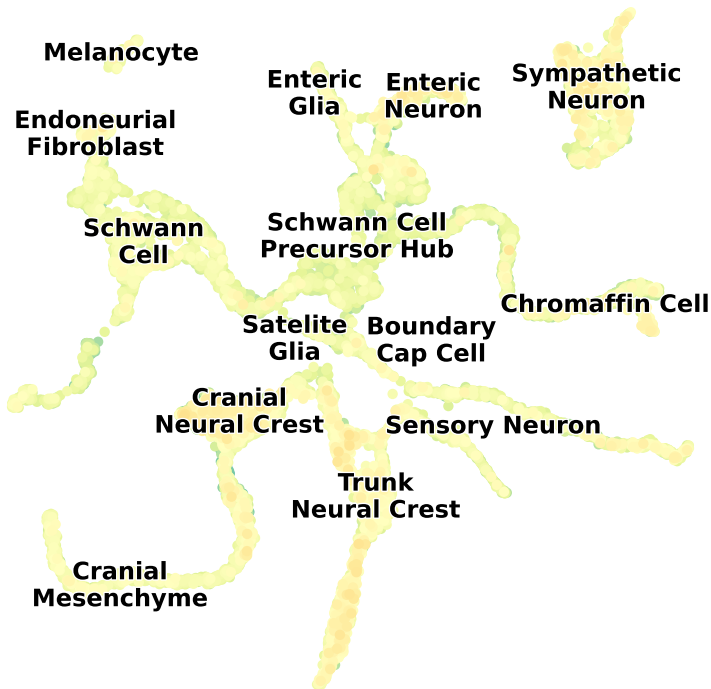 Melanocyte
Enteric
Glia
Enteric
Neuron
Sympathetic
Neuron
Endoneurial
Fibroblast
Schwann
Cell
Schwann Cell
Precursor Hub
Chromaffin Cell
Satelite
Glia
Boundary
Cap Cell
Cranial
Neural Crest
Sensory Neuron
Trunk
Neural Crest
Cranial
Mesenchyme